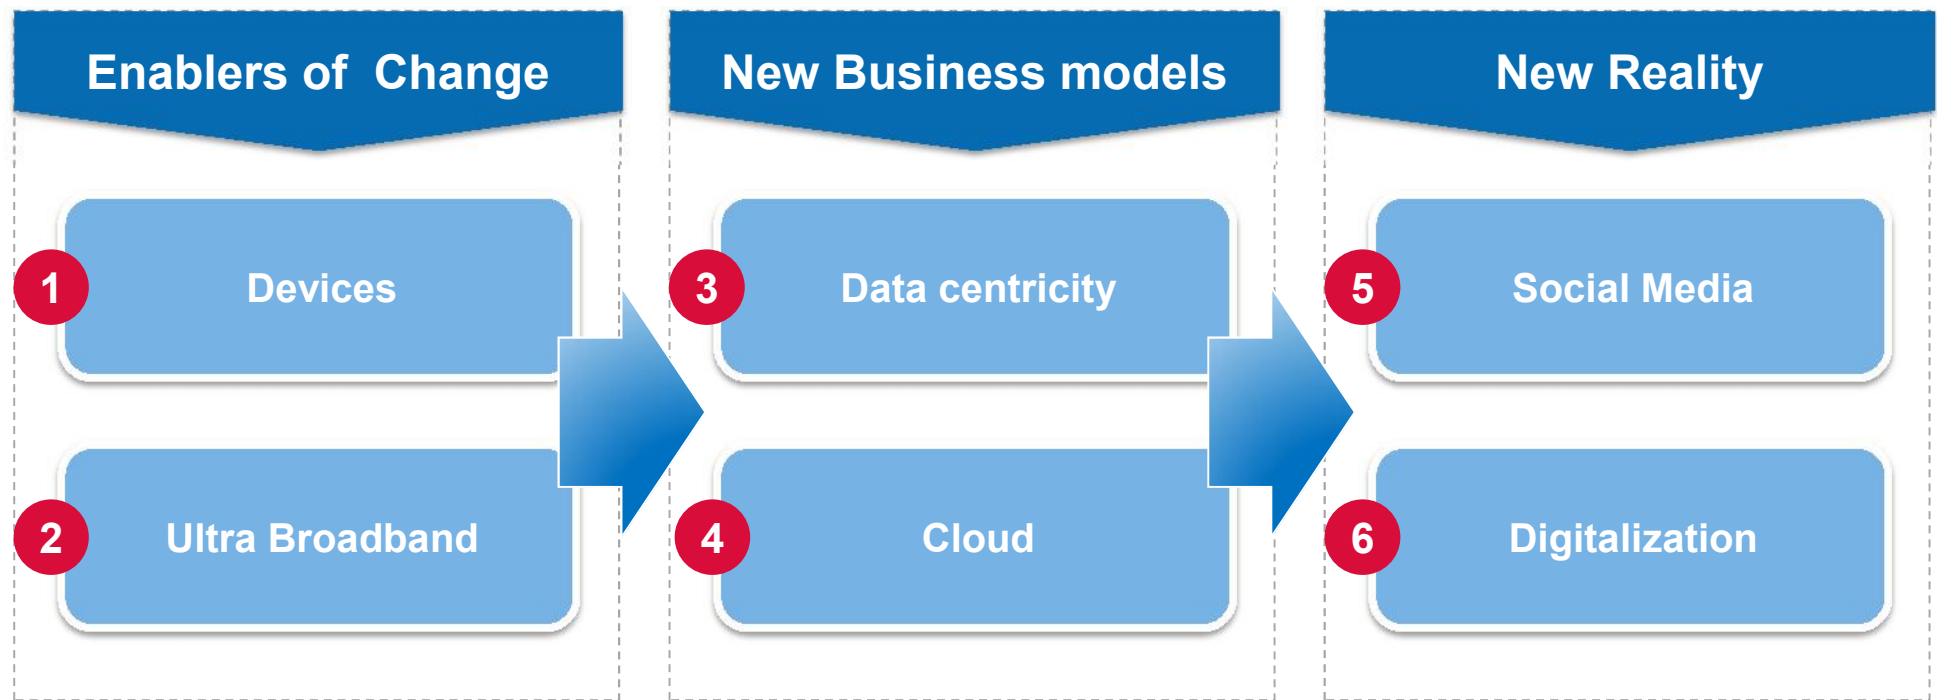 Enablers of  Change
1
Devices
2
Ultra Broadband
New Business models
3
Data centricity
4
Cloud
New Reality
5
Social Media
6
Digitalization